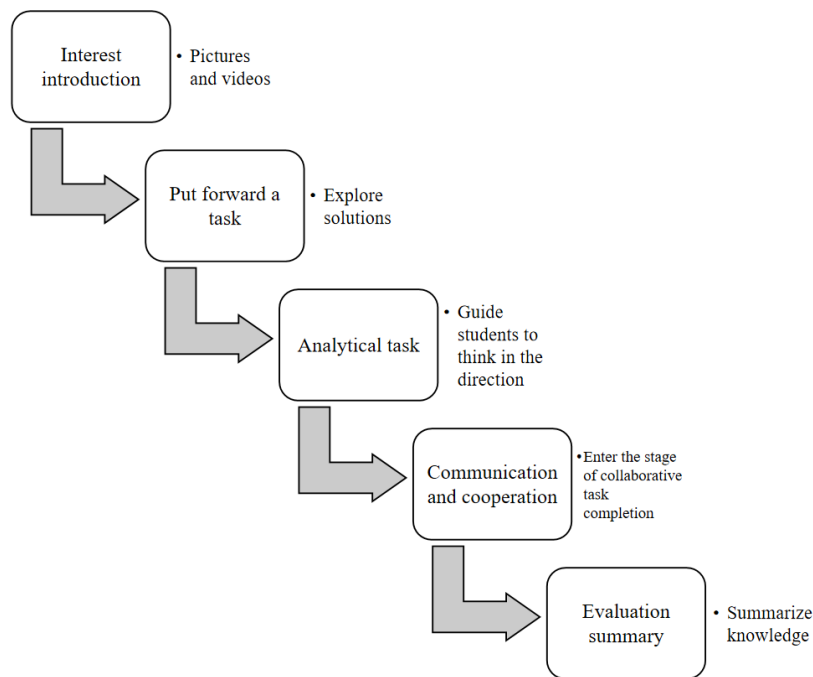 Interest
introduction
• Pictures
and videos
Put forward a
task
• Explore
solutions
Analytical task
• Guide
students to
think in the
direction
Communication
and cooperation
•Enter the stage
of collaborative
task
completion
Evaluation
summary
• Summarize
knowledge